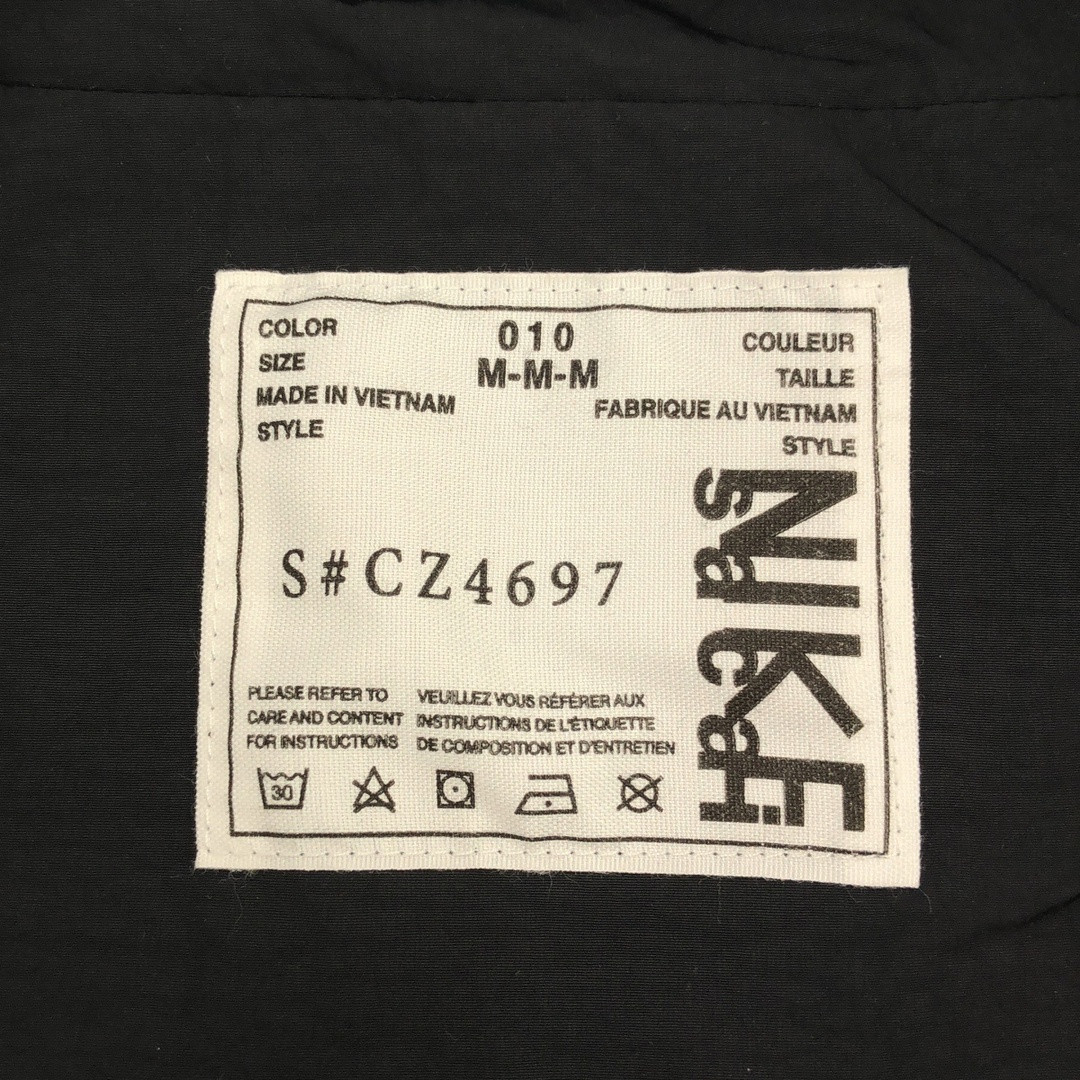 COLOR 010 COULEUR
SIZE M-M-M TAILLE
MADE IN VIETNAM FABRIQUE AU VIETNAM
STYLE STYLE
S#CZ4697
NIKE
sacai
PLEASE REFER TO
CARE AND CONTENT
FOR INSTRUCTIONS
VEUILLEZ VOUS RÉFÉRER AUX
INSTRUCTIONS DE L'ÉTIQUETTE
DE COMPOSITION ET D'ENTRETIEN
30